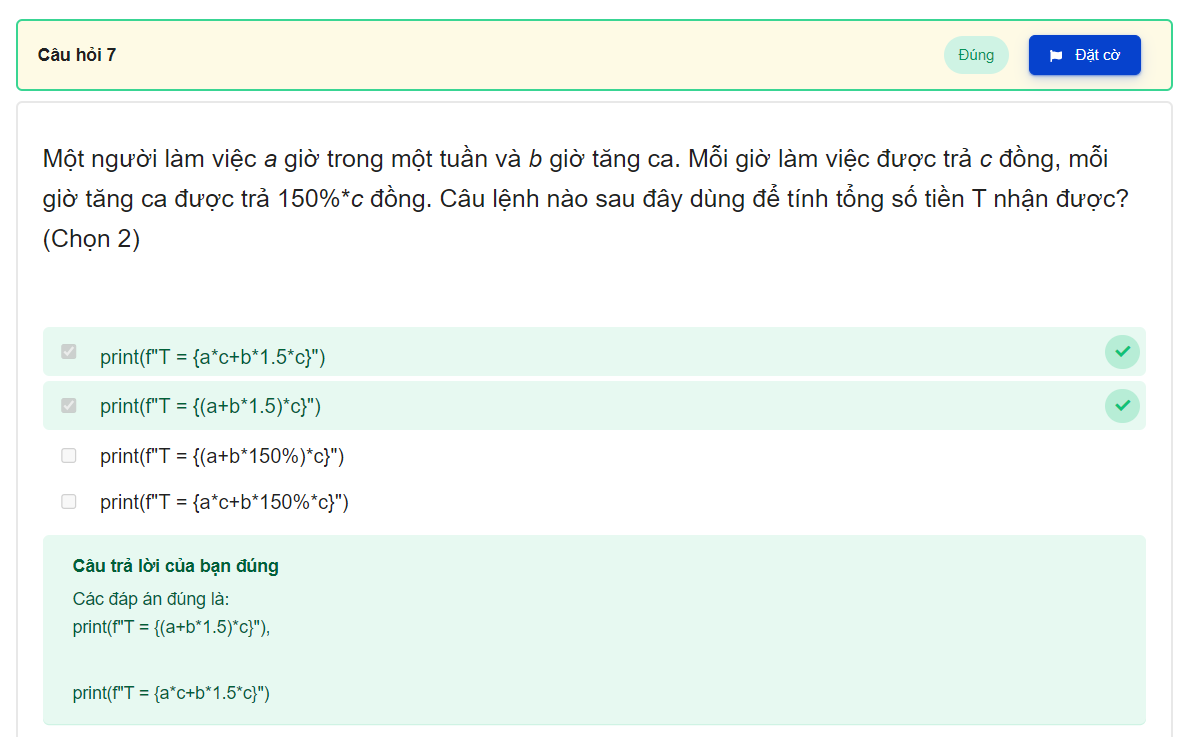 Câu hỏi 7
Đúng
Đặt cờ
Một người làm việc a giờ trong một tuần và b giờ tăng ca. Mỗi giờ làm việc được trả c đồng, mỗi
giờ tăng ca được trả 150%*c đồng. Câu lệnh nào sau đây dùng để tính tổng số tiền T nhận được?
(Chọn 2)
print(f"T = {a*c+b*1.5*c}")
print(f"T = {(a+b*1.5)*c}")
print(f"T = {(a+b*150%)*c}")
print(f"T = {a*c+b*150%*c}")
Câu trả lời của bạn đúng
Các đáp án đúng là:
print(f"T = {(a+b*1.5)*c}"),
print(f"T = {a*c+b*1.5*c}")